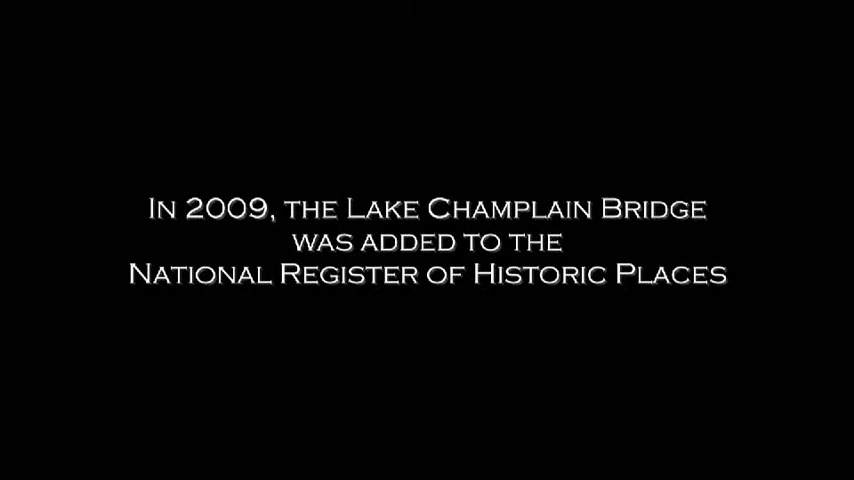 In 2009, the Lake Champlain Bridge
was added to the
National Register of Historic Places